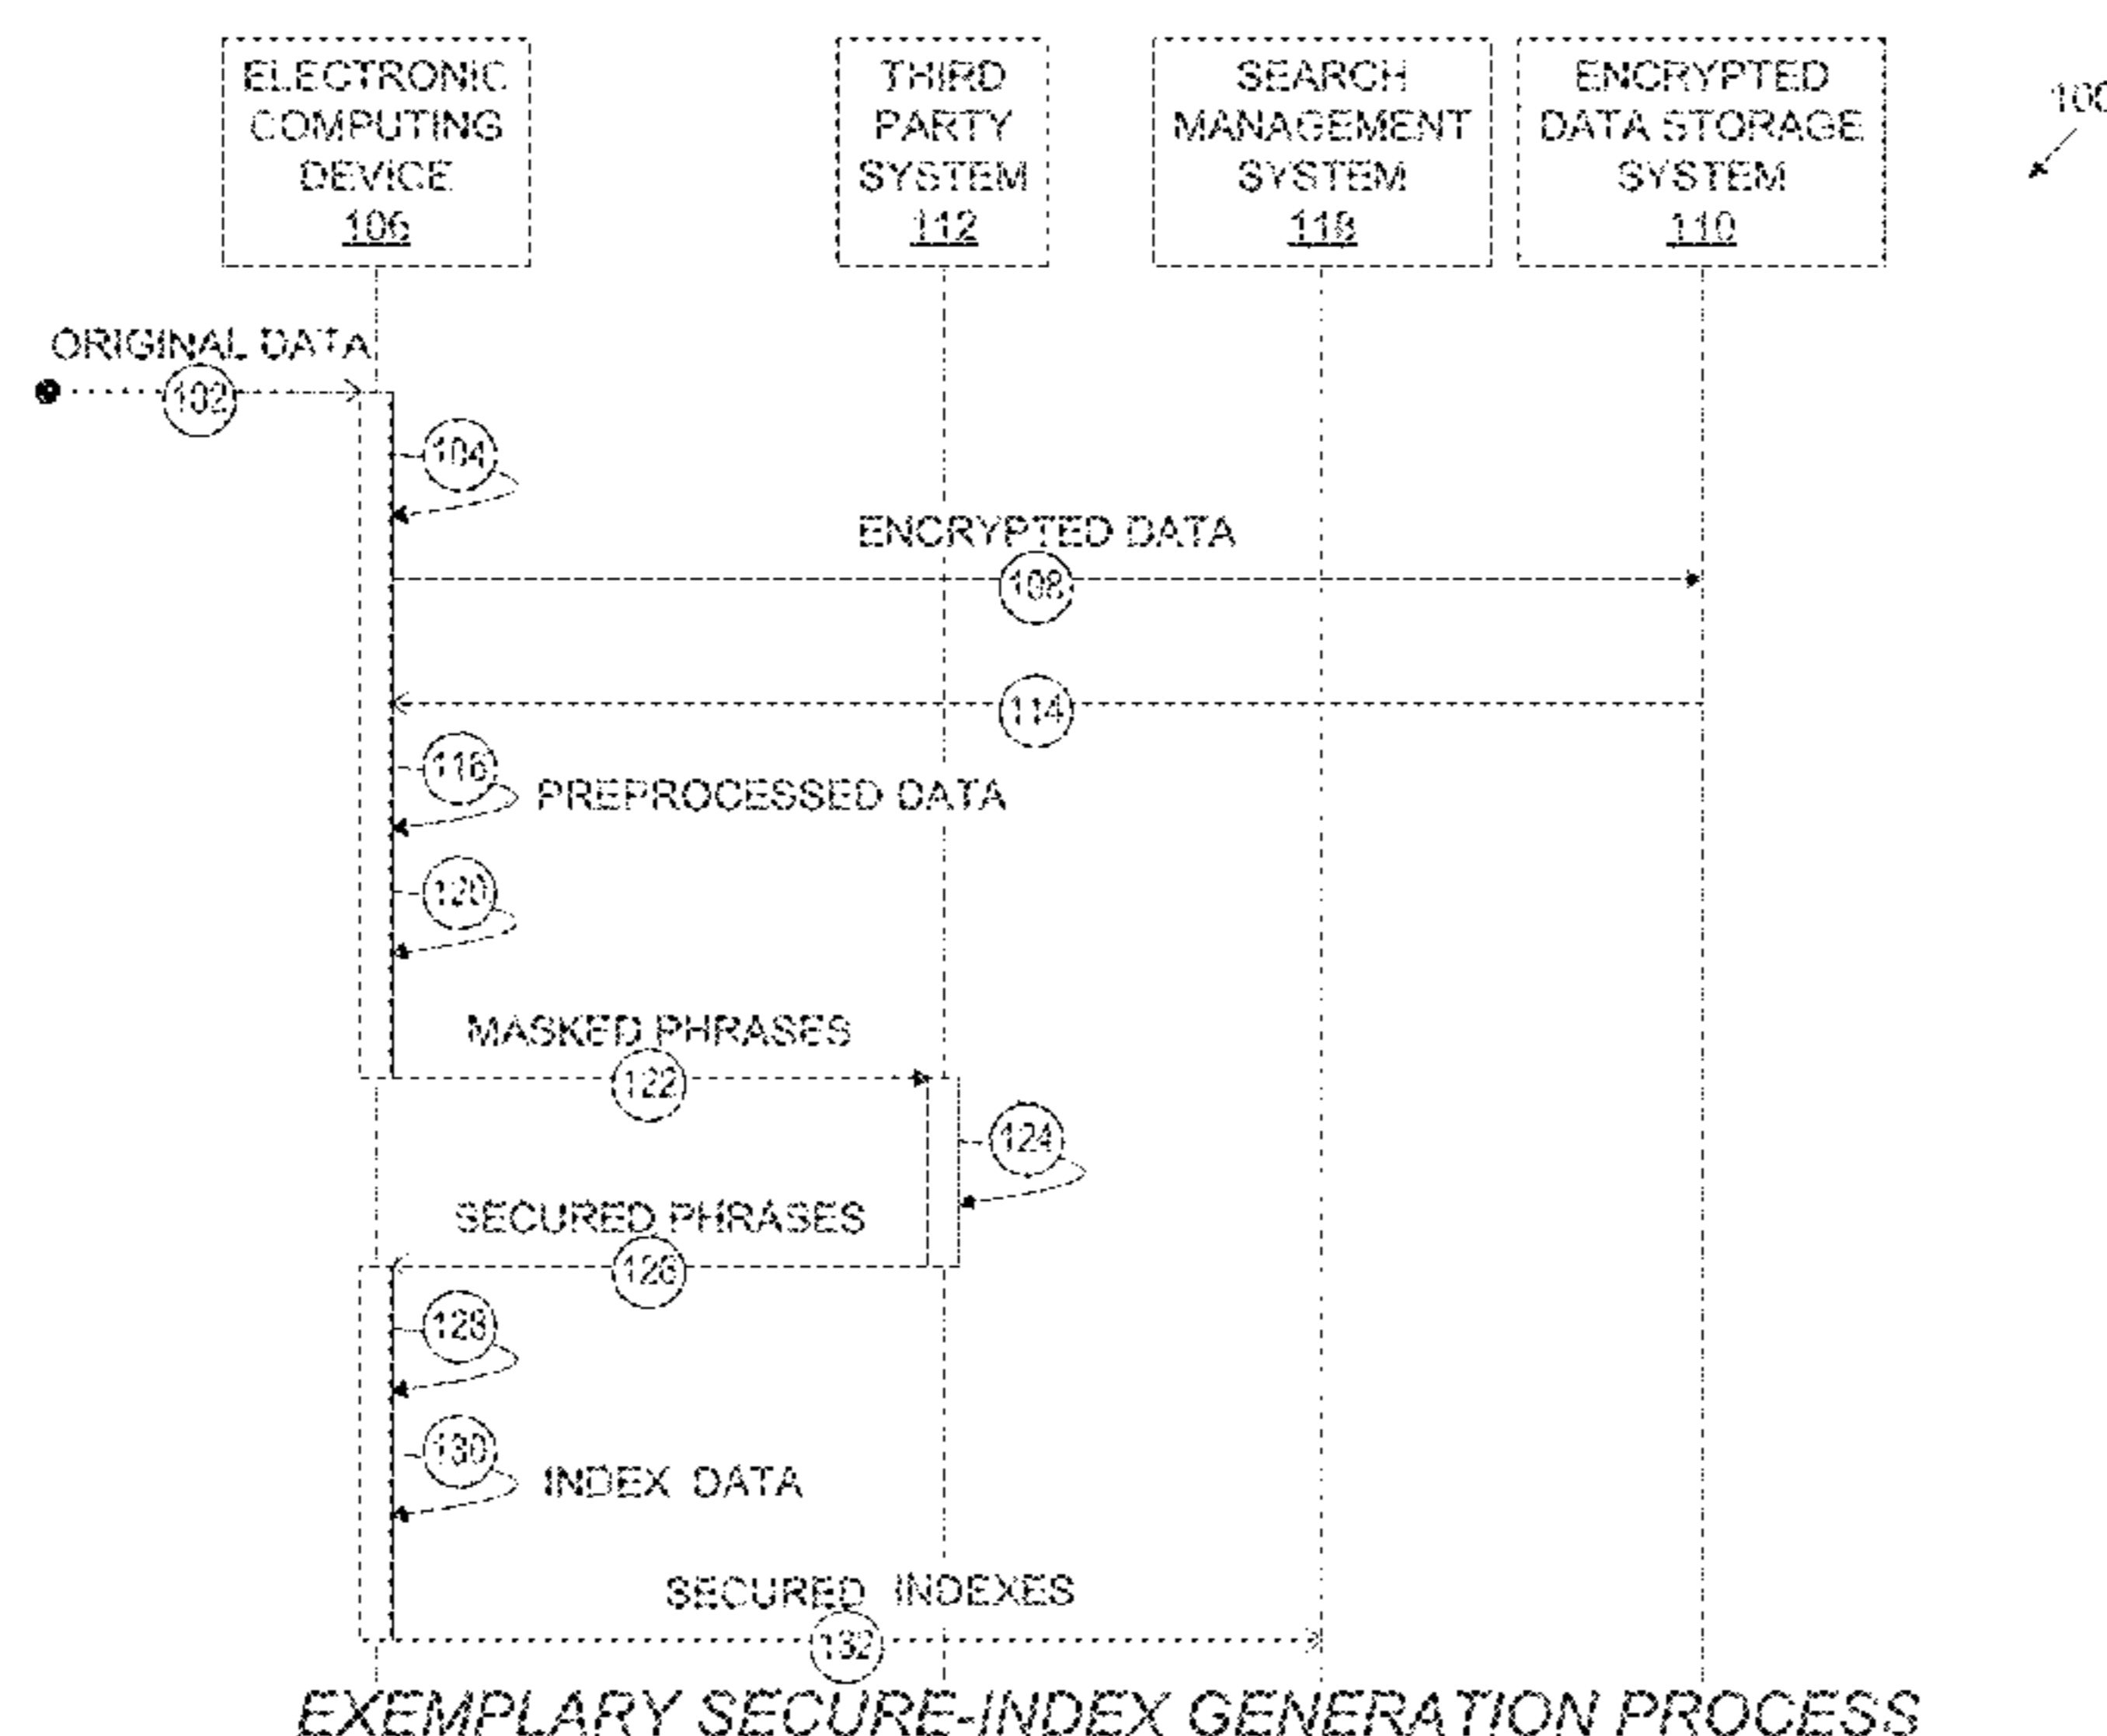 ELECTRONIC
COMPUTING
DEVICE
106
THIRD
PARTY
SYSTEM
112
SEARCH
MANAGEMENT
SYSTEM
118
ENCRYPTED
DATA STORAGE
SYSTEM
110
100
ORIGINAL DATA
102
104
ENCRYPTED DATA
108
114
116
PREPROCESSED DATA
120
MASKED PHRASES
122
124
SECURED PHRASES
126
128
130
INDEX DATA
SECURED INDEXES
132
EXEMPLARY SECURE-INDEX GENERATION PROCESS